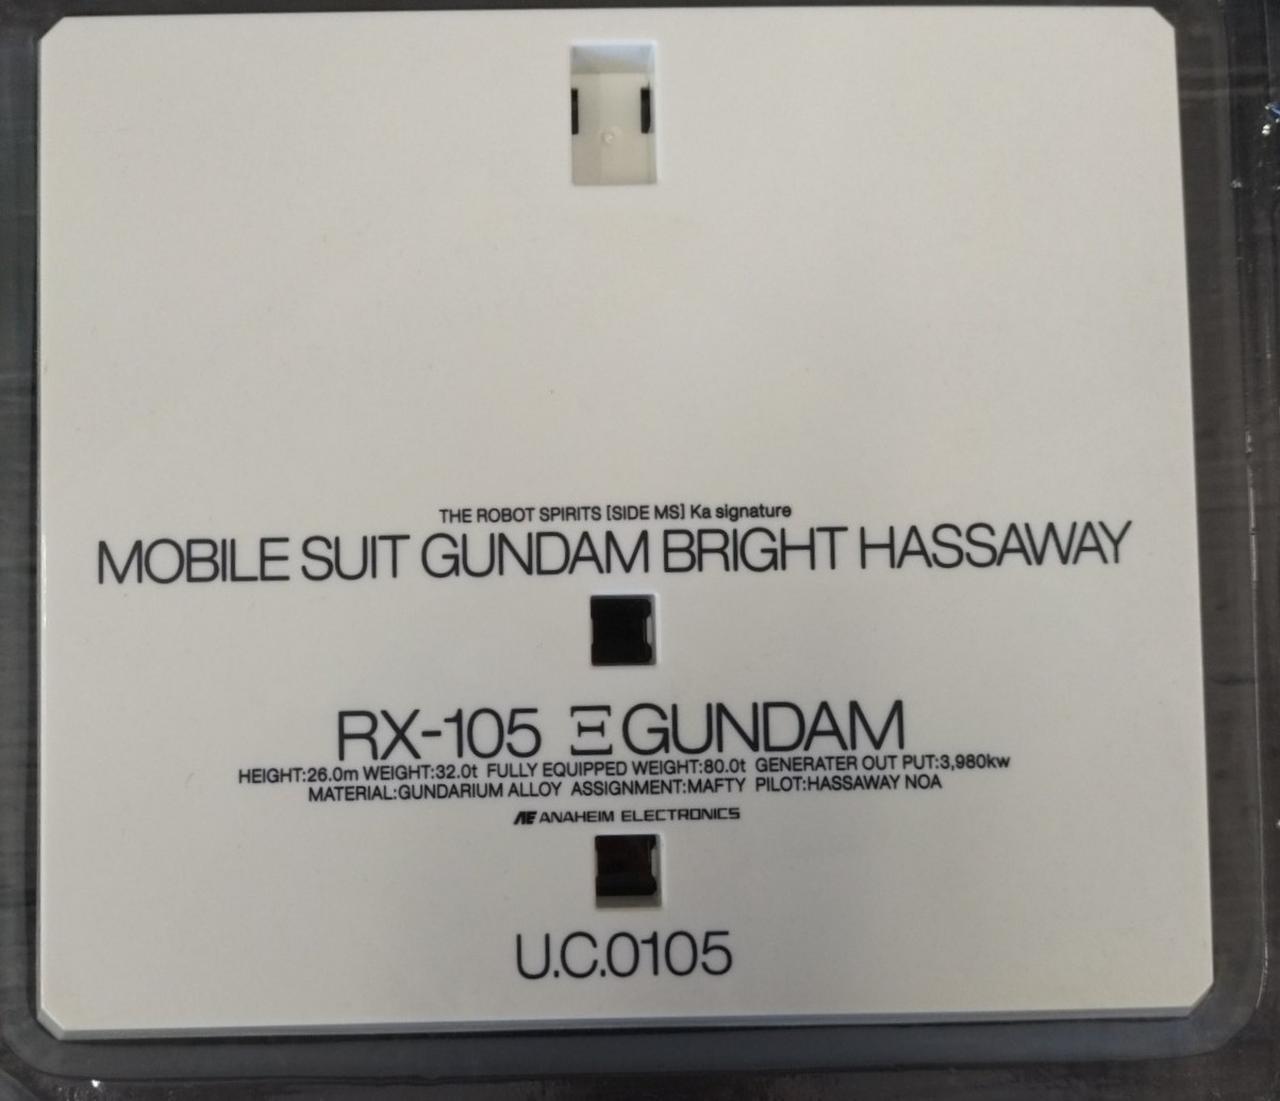 THE ROBOT SPIRITS [SIDE MS] Ka signature
MOBILE SUIT GUNDAM BRIGHT HASSAWAY
RX-105 Ξ GUNDAM
HEIGHT:26.0m WEIGHT:32.0t FULLY EQUIPPED WEIGHT:80.0t GENERATER OUT PUT:3,980kw
MATERIAL:GUNDARIUM ALLOY ASSIGNMENT:MAFTY PILOT:HASSAWAY NOA
AE ANAHEIM ELECTRONICS
U.C.0105